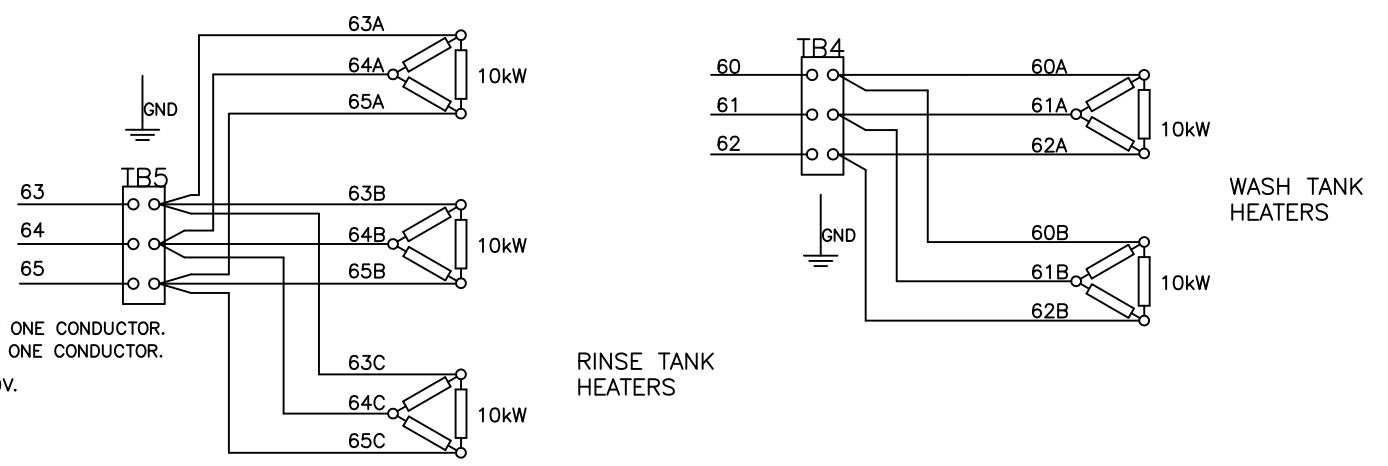 63A
64A
65A
10kW
GND
TB5
63
64
65
63B
64B
65B
10kW
ONE CONDUCTOR.
ONE CONDUCTOR.
V.
63C
64C
65C
10kW
RINSE TANK
HEATERS
TB4
60
61
62
60A
61A
62A
10kW
GND
60B
61B
62B
10kW
WASH TANK
HEATERS